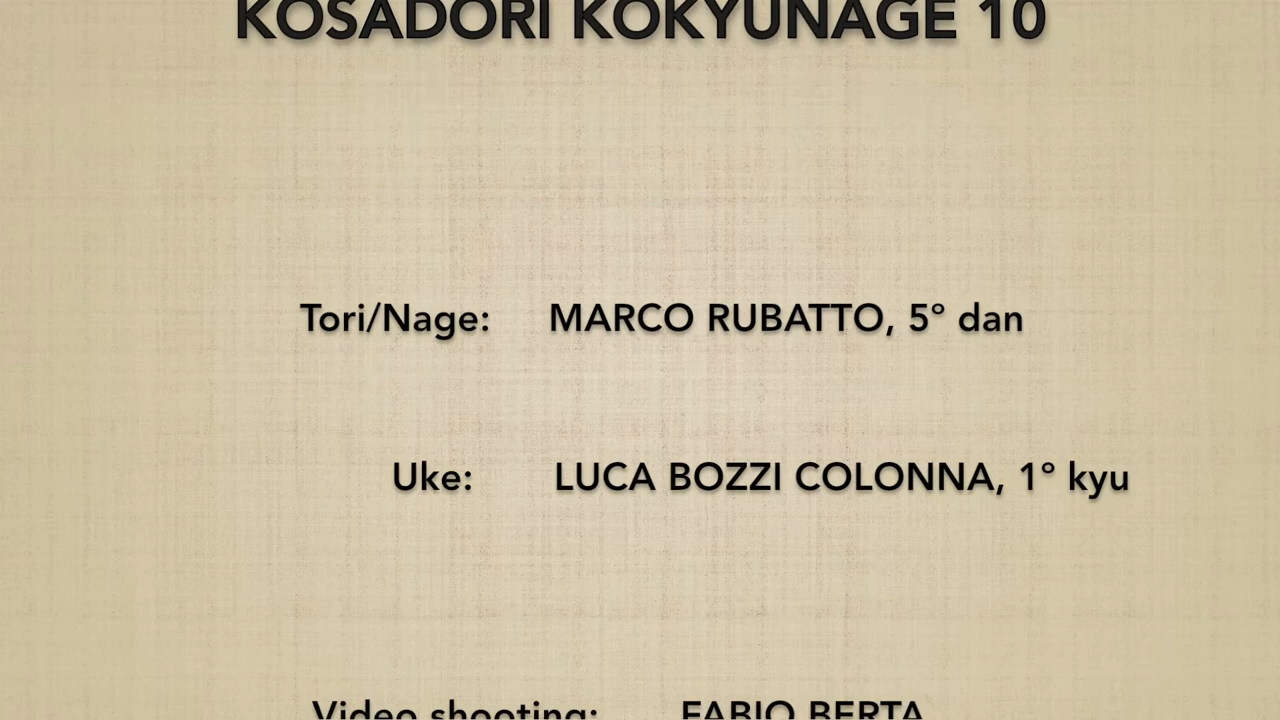 KOSADORI KOKYUNAGE 10
Tori/Nage: MARCO RUBATTO, 5° dan
Uke: LUCA BOZZI COLONNA, 1° kyu
Video shooting: FABIO BERTA